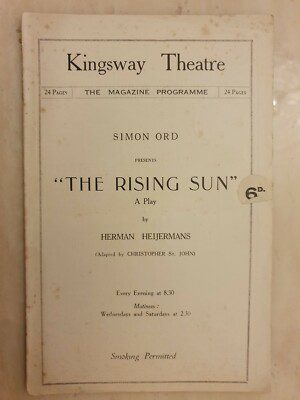 Kingsway Theatre
24 PAGES THE MAGAZINE PROGRAMME 24 PAGES
SIMON ORD
PRESENTS
"THE RISING SUN"
6D.
A Play
by
HERMAN HEIJERMANS
(Adapted by CHRISTOPHER ST. JOHN)
Every Evening at 8.30
Matinees :
Wednesdays and Saturdays at 2.30
Smoking Permitted